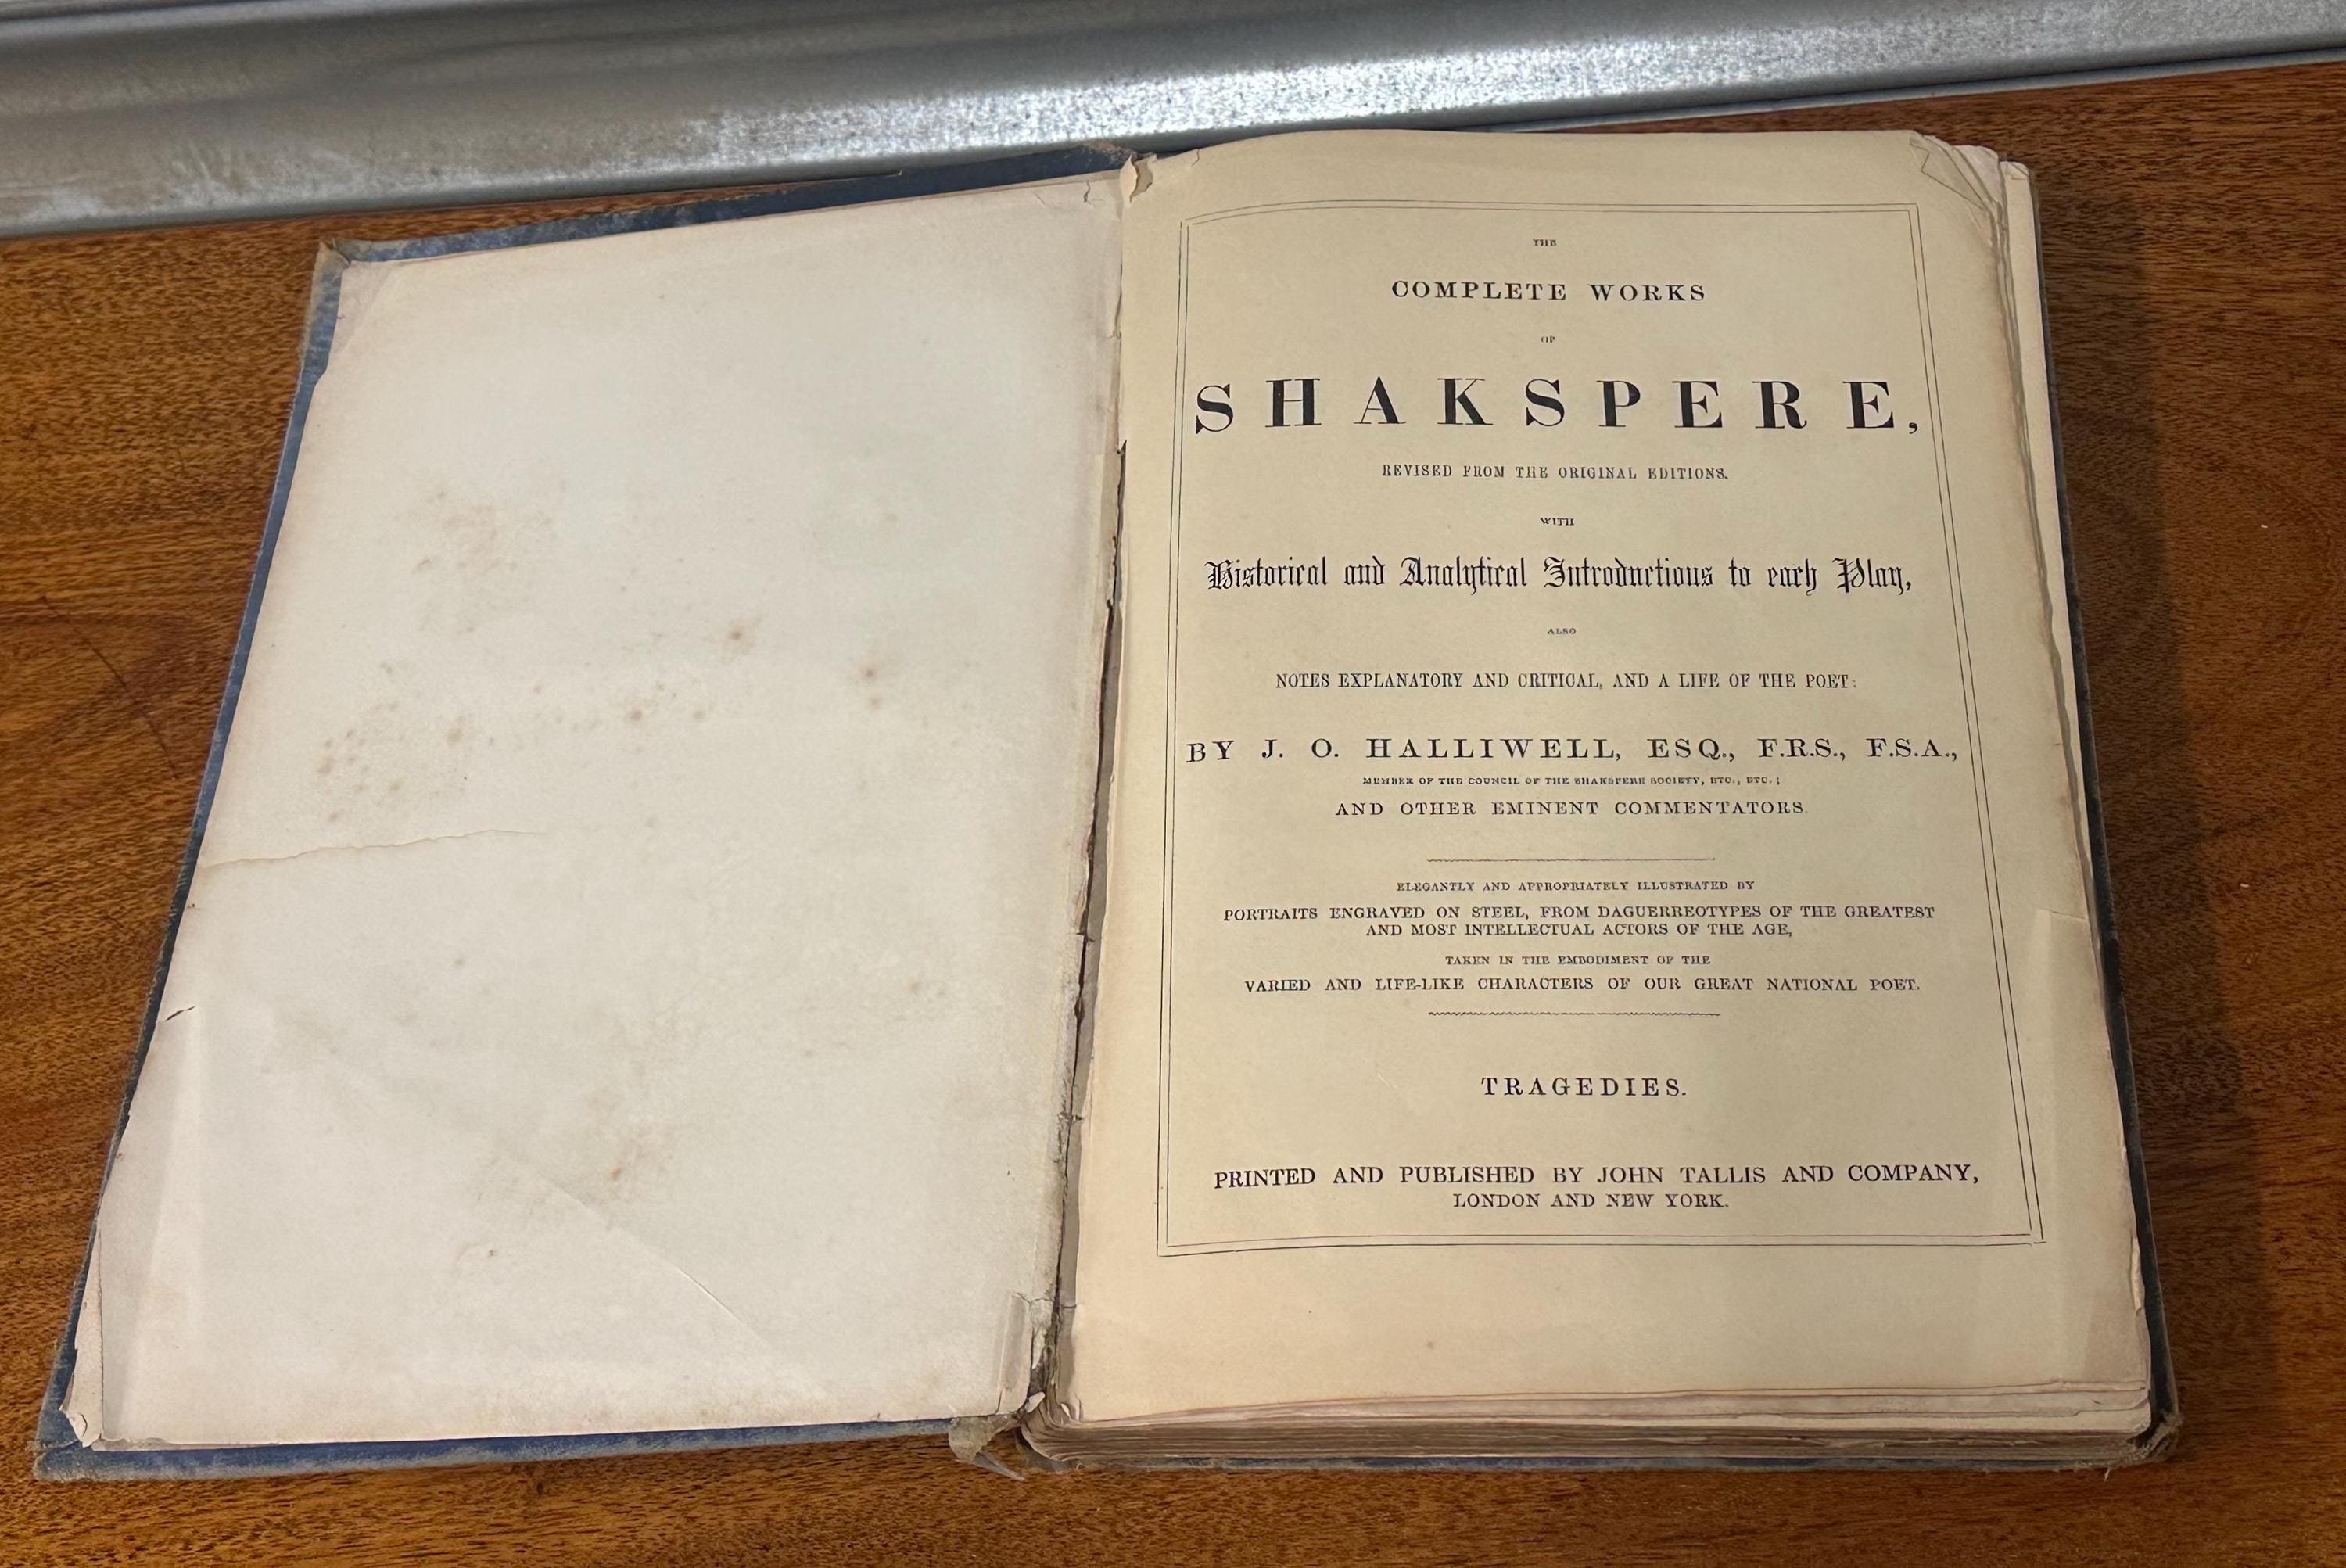 THE
COMPLETE WORKS
OF
SHAKSPERE,
REVISED FROM THE ORIGINAL EDITIONS.
WITH
Historical and Analytical Introductions to each Play,
ALSO
NOTES EXPLANATORY AND CRITICAL, AND A LIFE OF THE POET:
BY J. O. HALLIWELL, ESQ., F.R.S., F.S.A.,
MEMBER OF THE COUNCIL OF THE SHAKSPERE SOCIETY, ETC., ETC.;
AND OTHER EMINENT COMMENTATORS.
ELEGANTLY AND APPROPRIATELY ILLUSTRATED BY
PORTRAITS ENGRAVED ON STEEL, FROM DAGUERREOTYPES OF THE GREATEST
AND MOST INTELLECTUAL ACTORS OF THE AGE,
TAKEN IN THE EMBODIMENT OF THE
VARIED AND LIFE-LIKE CHARACTERS OF OUR GREAT NATIONAL POET.
TRAGEDIES.
PRINTED AND PUBLISHED BY JOHN TALLIS AND COMPANY,
LONDON AND NEW YORK.